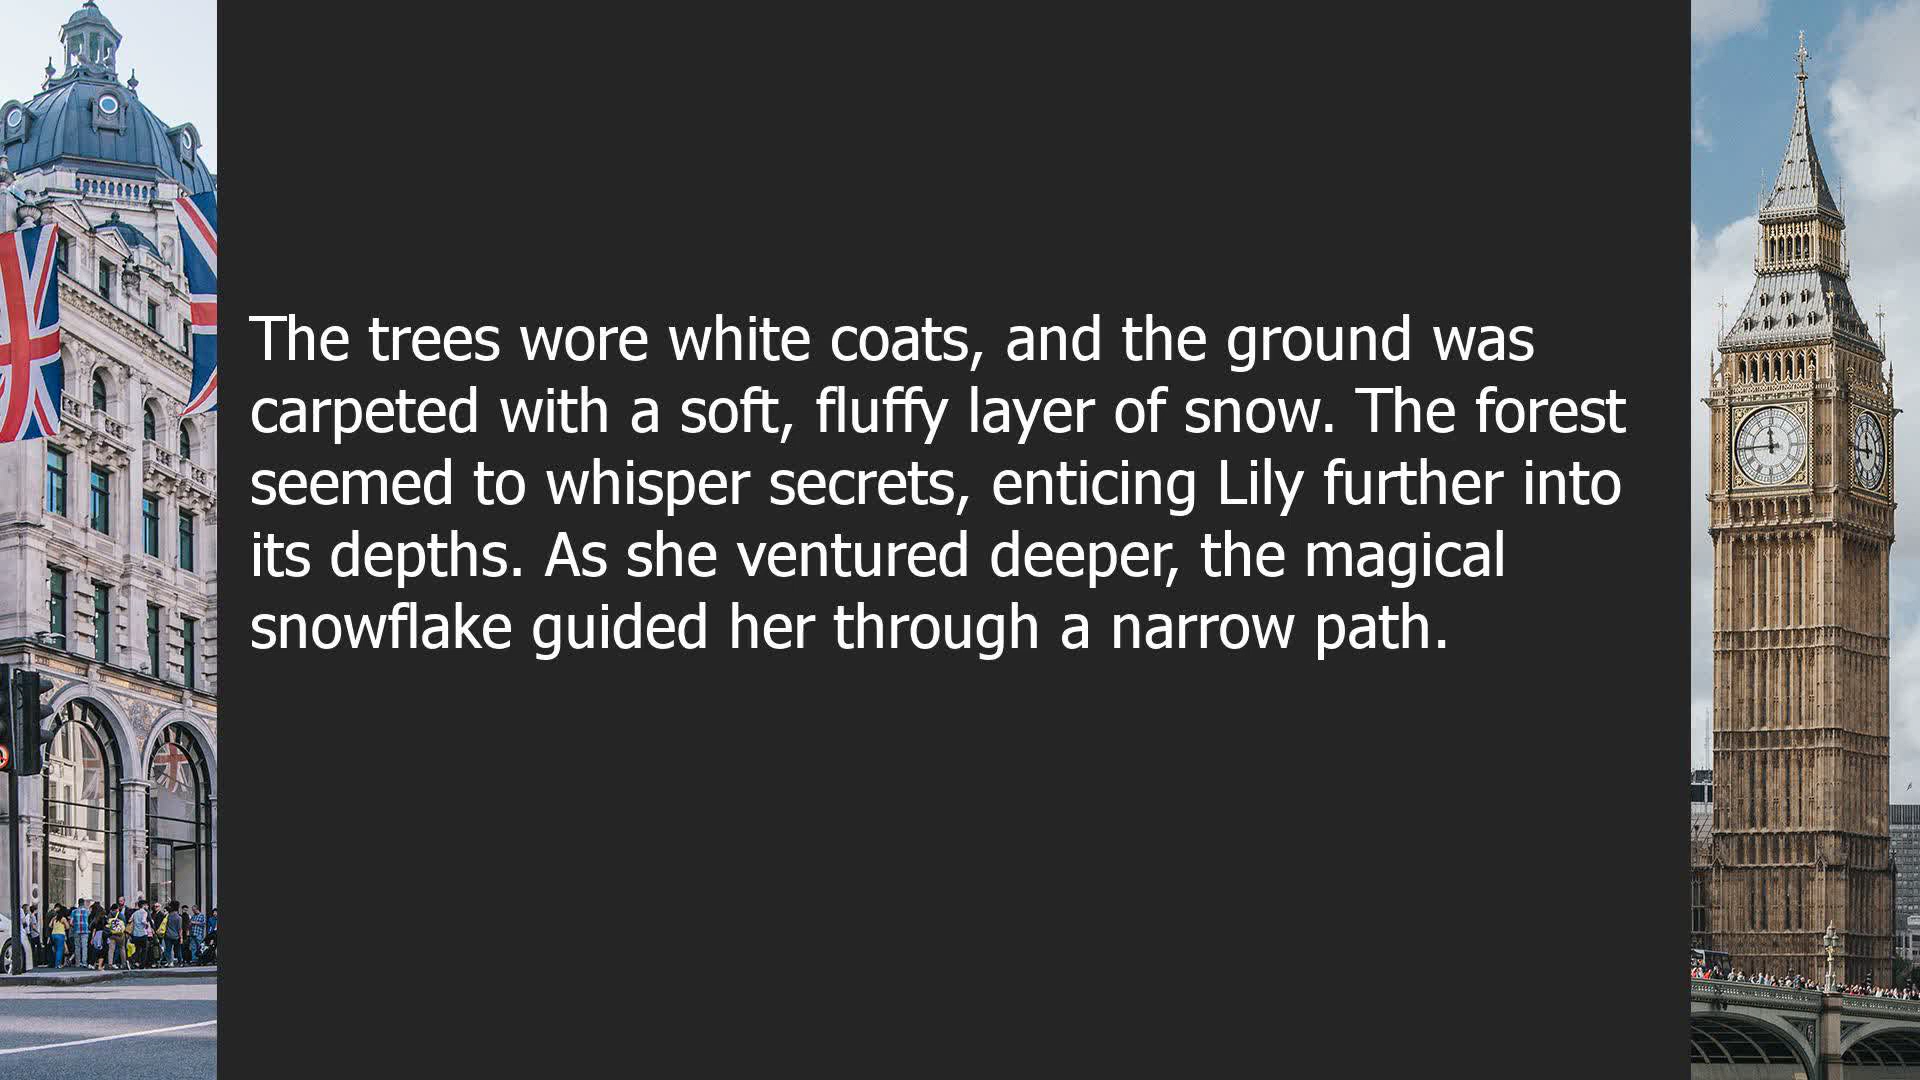 The trees wore white coats, and the ground was
carpeted with a soft, fluffy layer of snow. The forest
seemed to whisper secrets, enticing Lily further into
its depths. As she ventured deeper, the magical
snowflake guided her through a narrow path.